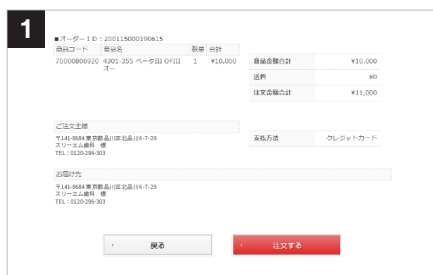 1
■オーダーＩＤ：200115000190615
商品コード 商品名 数量 合計
70000806920 4301-355 ベータIII OFIII オー 1 ¥10,000
商品金額合計 ¥10,000
送料 ¥0
注文金額合計 ¥11,000
ご注文主様
〒141-8684 東京都品川区北品川6-7-29
スリーエム歯科 様
TEL：0120-296-303
支払方法 クレジットカード
お届け先
〒141-8684 東京都品川区北品川6-7-29
スリーエム歯科 様
TEL：0120-296-303
戻る
注文する